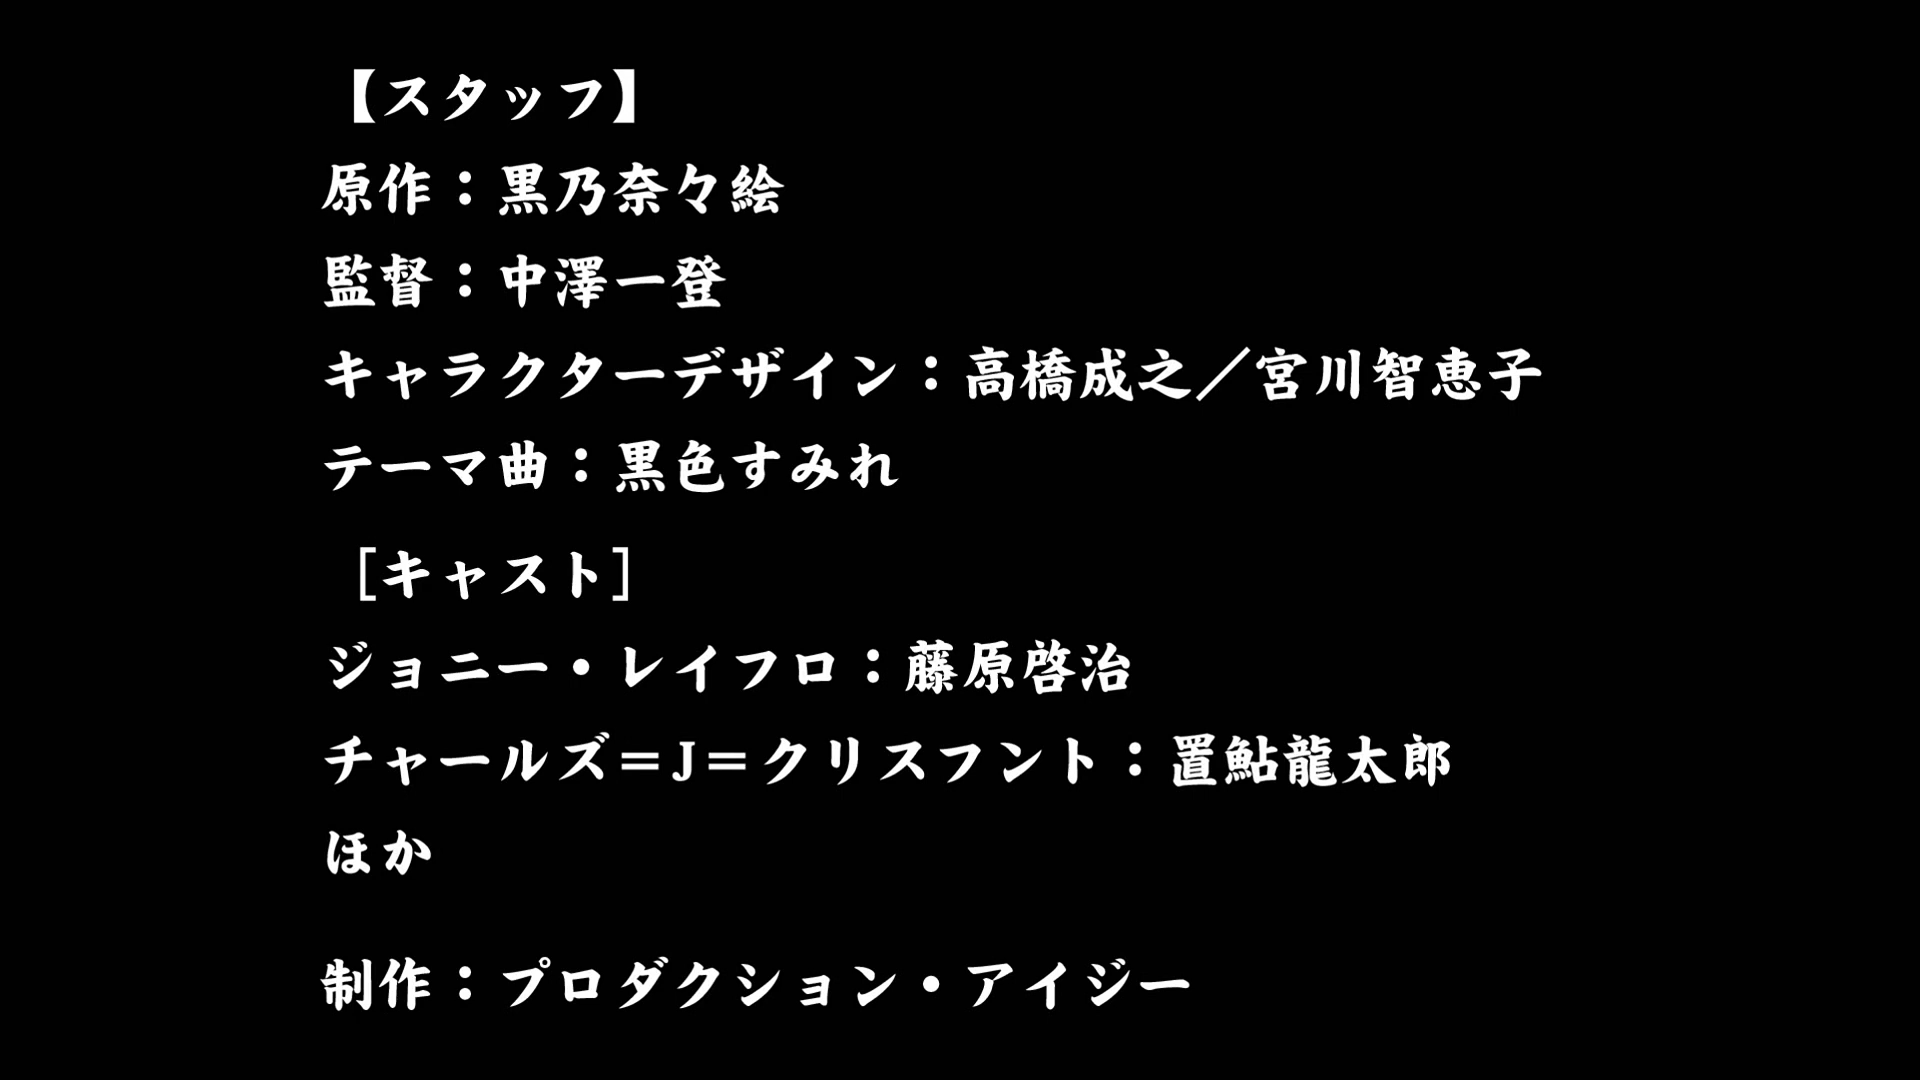 【スタッフ】
原作：黒乃奈々絵
監督：中澤一登
キャラクターデザイン：高橋成之／宮川智恵子
テーマ曲：黒色すみれ
［キャスト］
ジョニー・レイフロ：藤原啓治
チャールズ＝J＝クリスフント：置鮎龍太郎
ほか
制作：プロダクション・アイジー